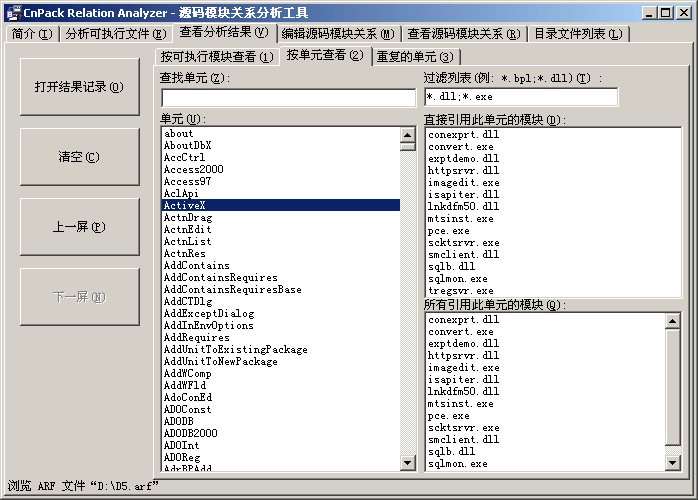 CnPack Relation Analyzer - 源码模块关系分析工具
简介(I) 分析可执行文件(E) 查看分析结果(V) 编辑源码模块关系(M) 查看源码模块关系(R) 目录文件列表(L)
按可执行模块查看(1) 按单元查看(2) 重复的单元(3)
打开结果记录(O)
清空(C)
上一屏(P)
下一屏(N)
查找单元(Z):
单元(U):
about
AboutDbX
AccCtrl
Access2000
Access97
AclApi
ActiveX
ActnDrag
ActnEdit
ActnList
ActnRes
AddContains
AddContainsRequires
AddContainsRequiresBase
AddCTDlg
AddExceptDialog
AddInEnvOptions
AddRequires
AddUnitToExistingPackage
AddUnitToNewPackage
AddWComp
AddWFld
AdoConEd
ADOConst
ADODB
ADODB2000
ADOInt
ADOReg
AdrBPAdd
过滤列表(例: *.bpl;*.dll)(T) :
*.dll;*.exe
直接引用此单元的模块(D):
conexprt.dll
convert.exe
exptdemo.dll
httpsrvr.dll
imagedit.exe
isapiter.dll
lnkdfm50.dll
mtsinst.exe
pce.exe
scktsrvr.exe
smclient.dll
sqlb.dll
sqlmon.exe
tregsvr.exe
所有引用此单元的模块(Q):
conexprt.dll
convert.exe
exptdemo.dll
httpsrvr.dll
imagedit.exe
isapiter.dll
lnkdfm50.dll
mtsinst.exe
pce.exe
scktsrvr.exe
smclient.dll
sqlb.dll
sqlmon.exe
浏览 ARF 文件“D:\D5.arf”